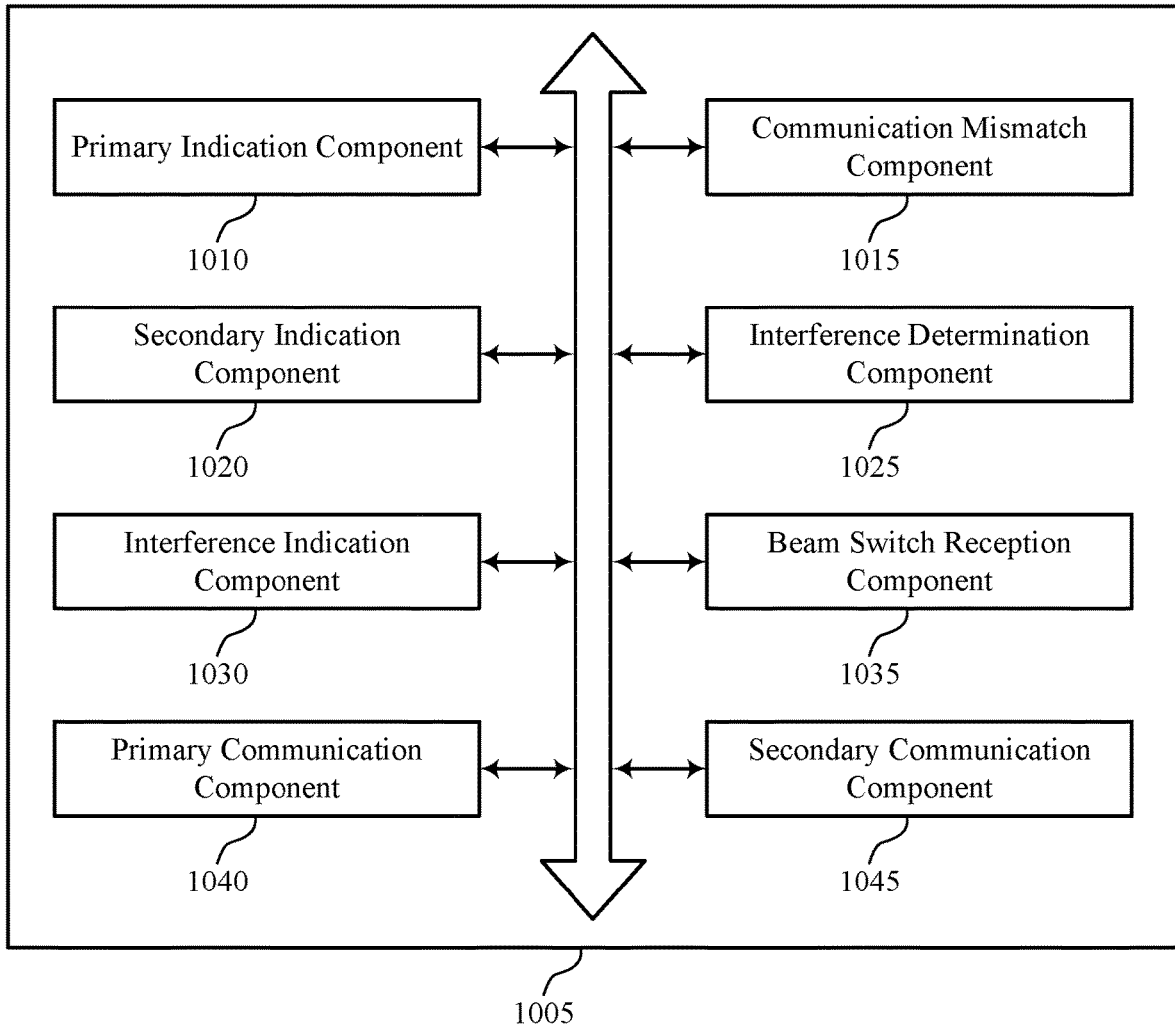 Primary Indication Component
1010
Communication Mismatch
Component
1015
Secondary Indication
Component
1020
Interference Determination
Component
1025
Interference Indication
Component
1030
Beam Switch Reception
Component
1035
Primary Communication
Component
1040
Secondary Communication
Component
1045
1005